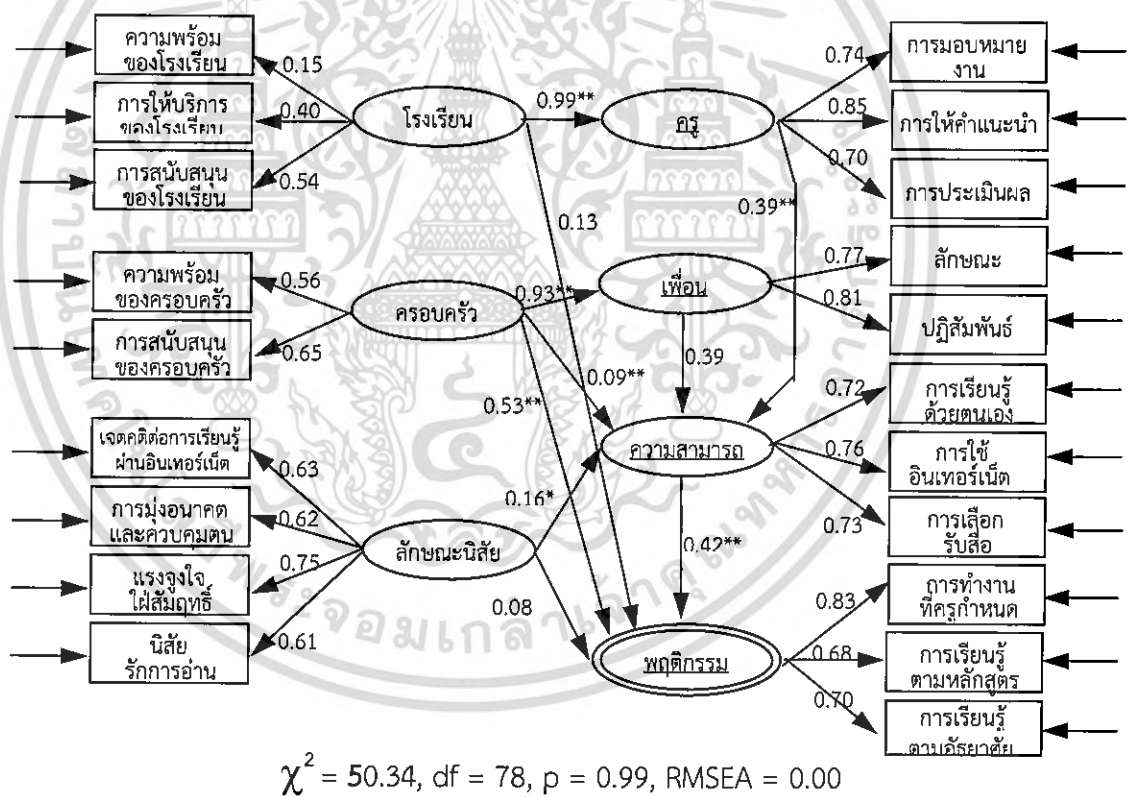 ความพร้อม
ของโรงเรียน
0.15
การให้บริการ
ของโรงเรียน
0.40
การสนับสนุน
ของโรงเรียน
0.54
โรงเรียน
0.99**
ครู
0.74
การมอบหมาย
งาน
0.85
การให้คำแนะนำ
0.70
การประเมินผล
0.13
0.39**
ความพร้อม
ของครอบครัว
0.56
การสนับสนุน
ของครอบครัว
0.65
ครอบครัว
0.93**
เพื่อน
0.77
ลักษณะ
0.81
ปฏิสัมพันธ์
0.39
0.09**
0.53**
ความสามารถ
0.72
การเรียนรู้
ด้วยตนเอง
0.76
การใช้
อินเทอร์เน็ต
0.73
การเลือก
รับสื่อ
เจตคติต่อการเรียนรู้
ผ่านอินเทอร์เน็ต
0.63
การมุ่งอนาคต
และควบคุมตน
0.62
แรงจูงใจ
ใฝ่สัมฤทธิ์
0.75
นิสัย
รักการอ่าน
0.61
ลักษณะนิสัย
0.16*
0.08
0.42**
พฤติกรรม
0.83
การทำงาน
ที่ครูกำหนด
0.68
การเรียนรู้
ตามหลักสูตร
0.70
การเรียนรู้
ตามอัธยาศัย
χ² = 50.34, df = 78, p = 0.99, RMSEA = 0.00